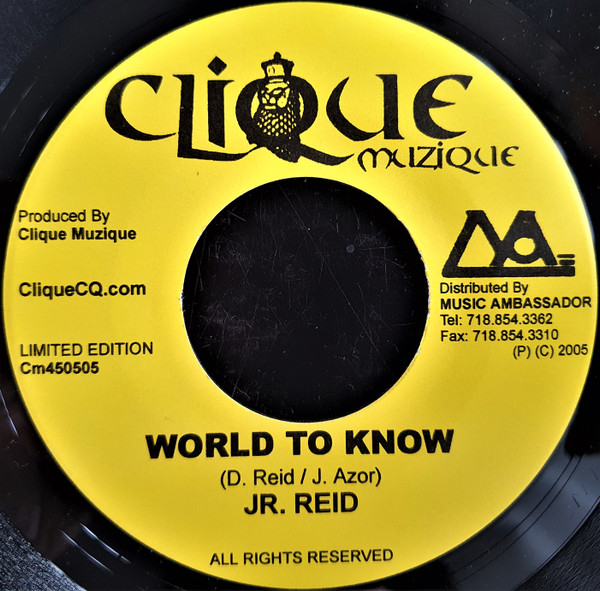 CLIQUE
MUZIQUE
Produced By
Clique Muzique
CliqueCQ.com
LIMITED EDITION
Cm450505
Distributed By
MUSIC AMBASSADOR
Tel: 718.854.3362
Fax: 718.854.3310
(P) (C) 2005
WORLD TO KNOW
(D. Reid / J. Azor)
JR. REID
ALL RIGHTS RESERVED